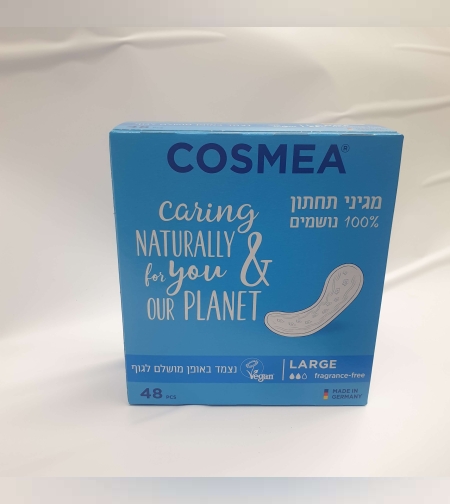 COSMEA®
caring
NATURALLY
for you &
OUR PLANET
מגיני תחתון
100% נושמים
נצמד באופן מושלם לגוף
Vegan
LARGE
fragrance-free
48 PCS
MADE IN
GERMANY